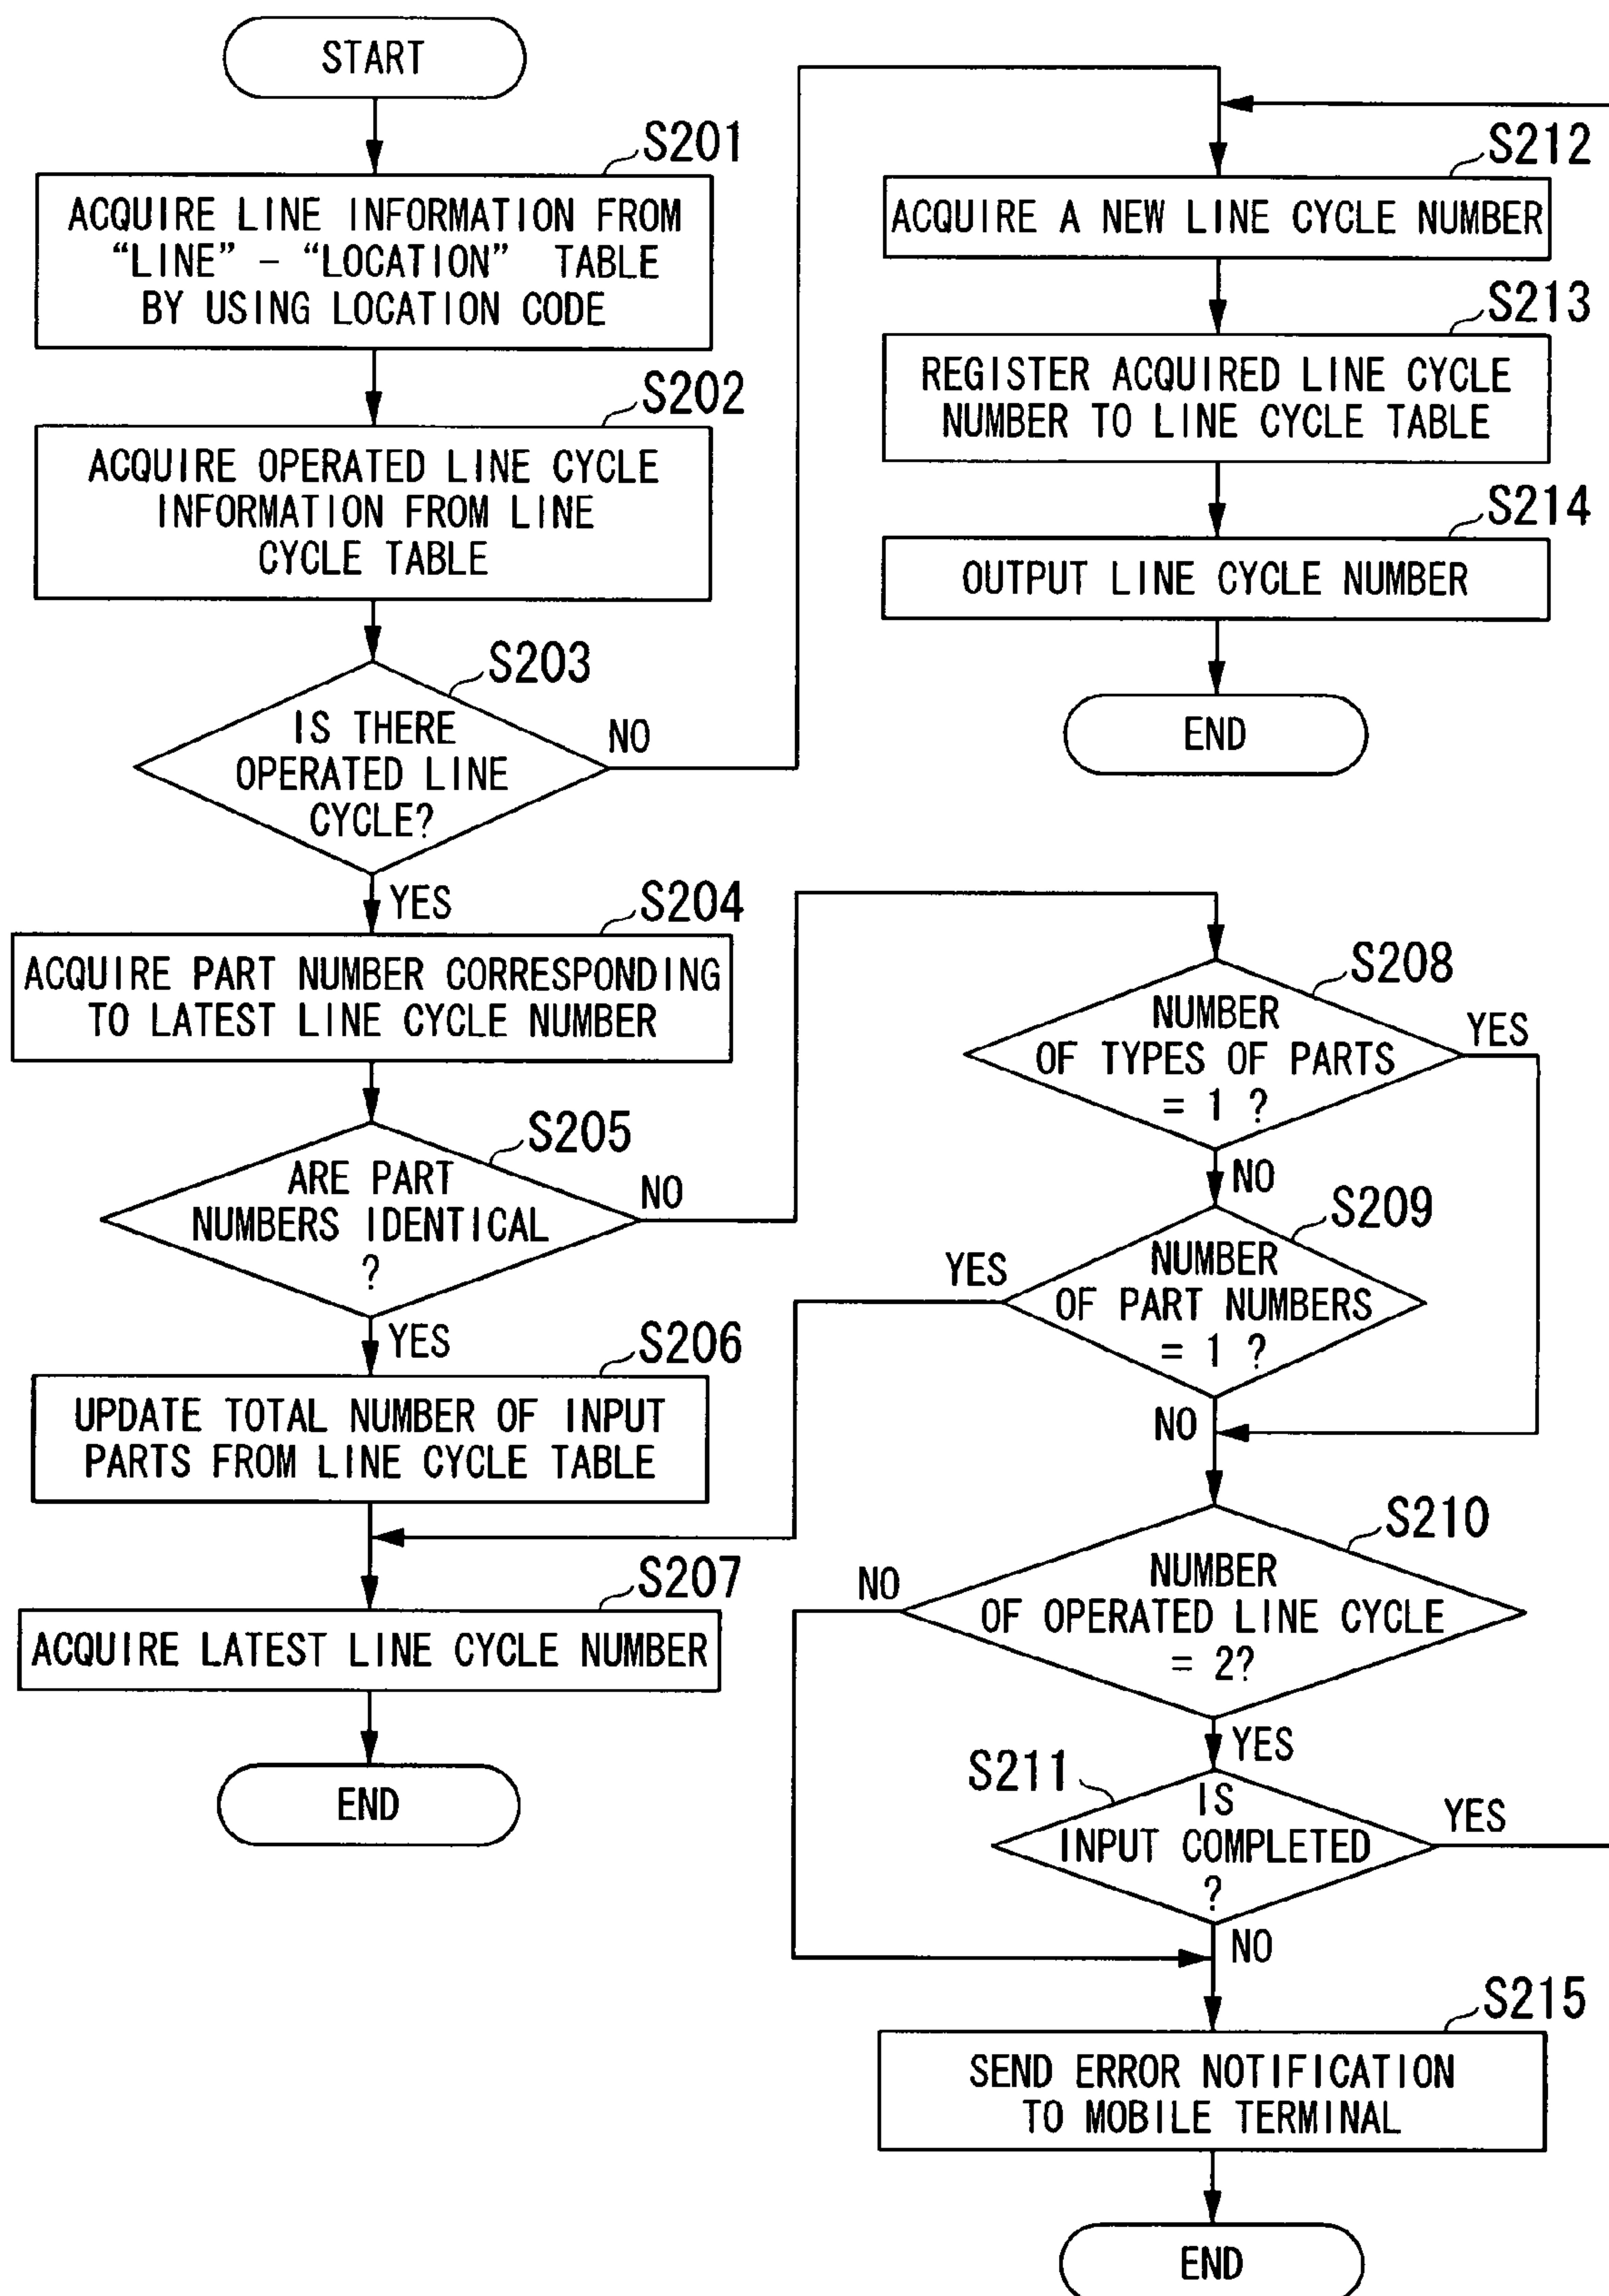 START
S201
ACQUIRE LINE INFORMATION FROM
“LINE” – “LOCATION” TABLE
BY USING LOCATION CODE
S202
ACQUIRE OPERATED LINE CYCLE
INFORMATION FROM LINE
CYCLE TABLE
S203
IS THERE
OPERATED LINE
CYCLE?
NO
YES
S204
ACQUIRE PART NUMBER CORRESPONDING
TO LATEST LINE CYCLE NUMBER
S205
ARE PART
NUMBERS IDENTICAL
?
NO
YES
S206
UPDATE TOTAL NUMBER OF INPUT
PARTS FROM LINE CYCLE TABLE
S207
ACQUIRE LATEST LINE CYCLE NUMBER
END
S212
ACQUIRE A NEW LINE CYCLE NUMBER
S213
REGISTER ACQUIRED LINE CYCLE
NUMBER TO LINE CYCLE TABLE
S214
OUTPUT LINE CYCLE NUMBER
END
S208
NUMBER
OF TYPES OF PARTS
= 1 ?
YES
NO
S209
NUMBER
OF PART NUMBERS
= 1 ?
YES
NO
S210
NUMBER
OF OPERATED LINE CYCLE
= 2?
NO
YES
S211
IS
INPUT COMPLETED
?
YES
NO
S215
SEND ERROR NOTIFICATION
TO MOBILE TERMINAL
END